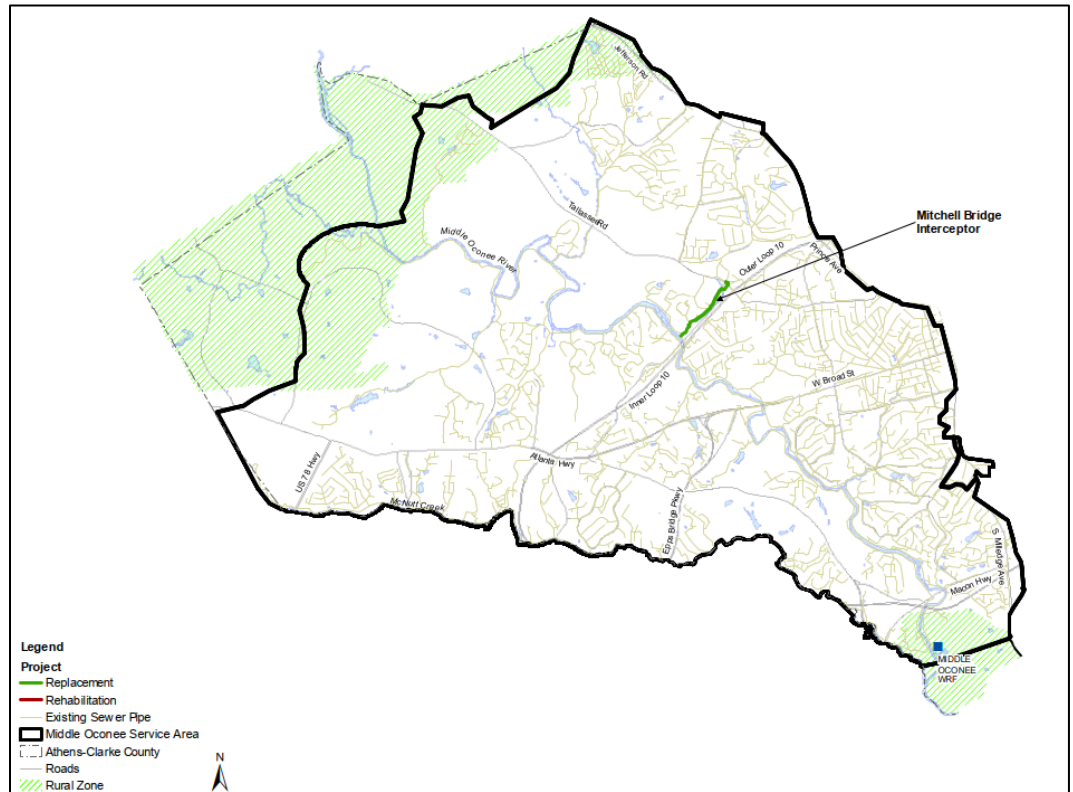 Jefferson Rd
Tallassee Rd
Middle Oconee River
Mitchell Bridge
Interceptor
Outer Loop 10
Prince Ave
W Broad St
Inner Loop 10
Atlanta Hwy
US 78 Hwy
McNutt Creek
Epps Bridge Pkwy
S Milledge Ave
Macon Hwy
MIDDLE
OCONEE
WRF
Legend
Project
Replacement
Rehabilitation
Existing Sewer Pipe
Middle Oconee Service Area
Athens-Clarke County
Roads
Rural Zone
N